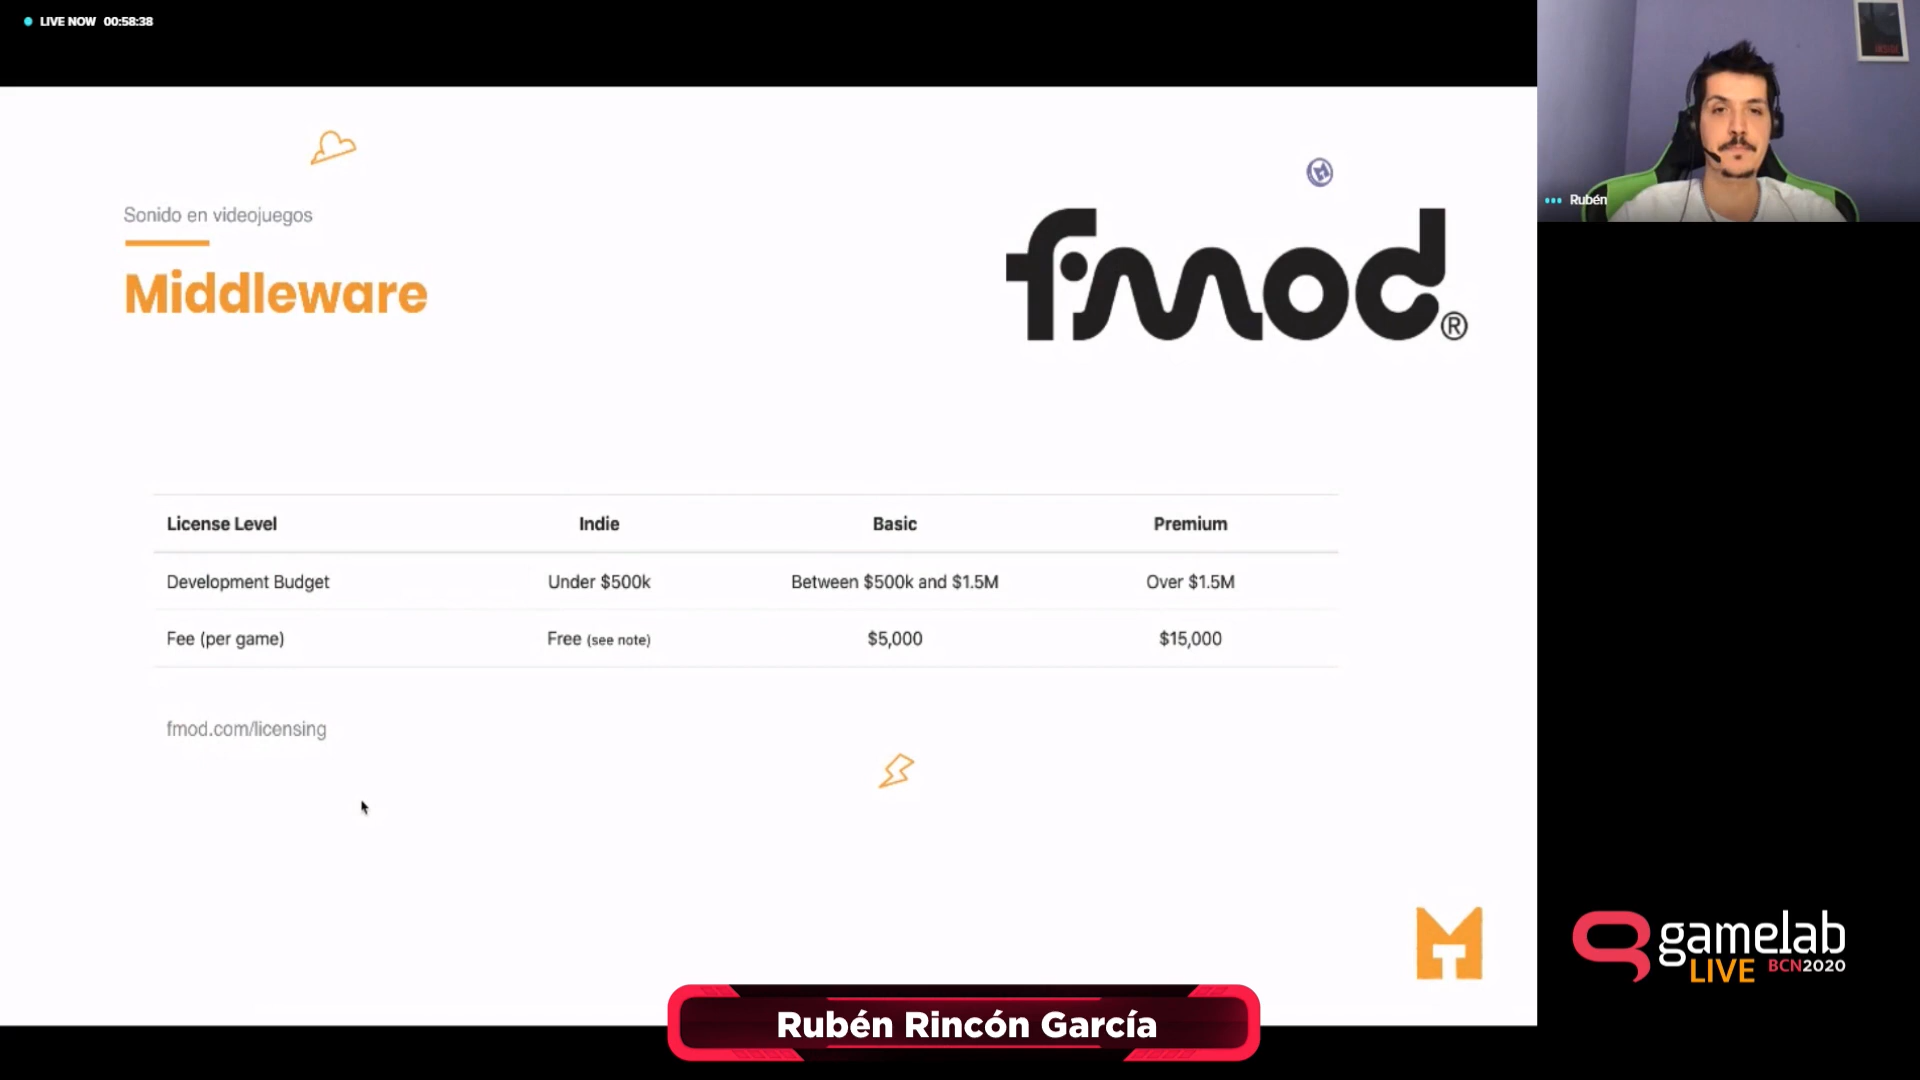 LIVE NOW 00:58:38
Sonido en videojuegos
Middleware
fmod®
License Level Indie Basic Premium
Development Budget Under $500k Between $500k and $1.5M Over $1.5M
Fee (per game) Free (see note) $5,000 $15,000
fmod.com/licensing
INSIDE
Rubén
gamelab
LIVE BCN2020
Rubén Rincón García